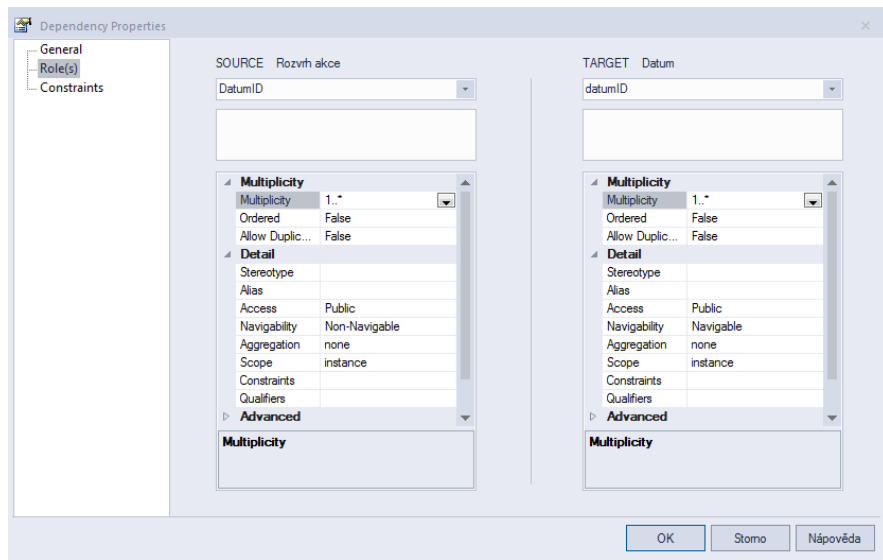 Dependency Properties
General
Role(s)
Constraints
SOURCE Rozvrh akce
DatumID
Multiplicity
Multiplicity 1..*
Ordered False
Allow Duplic... False
Detail
Stereotype
Alias
Access Public
Navigability Non-Navigable
Aggregation none
Scope instance
Constraints
Qualifiers
Advanced
Multiplicity
TARGET Datum
datumID
Multiplicity
Multiplicity 1..*
Ordered False
Allow Duplic... False
Detail
Stereotype
Alias
Access Public
Navigability Navigable
Aggregation none
Scope instance
Constraints
Qualifiers
Advanced
Multiplicity
OK Storno Nápověda